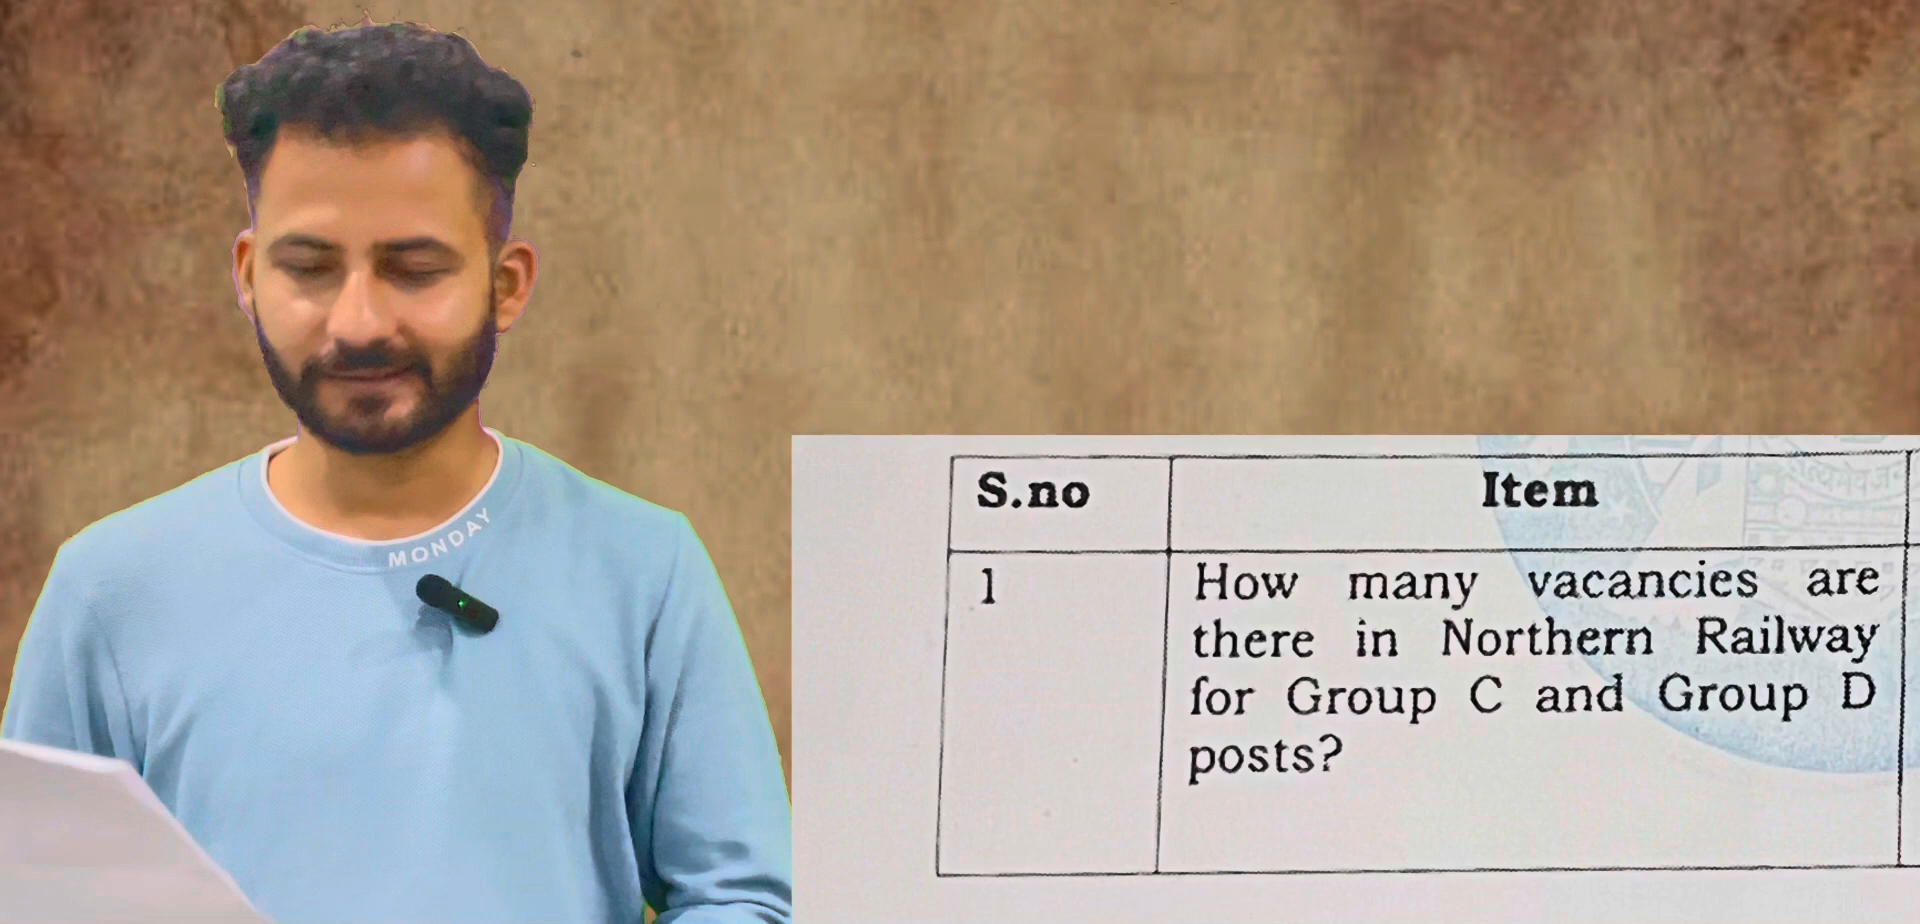 MONDAY
S.no Item
1 How many vacancies are
there in Northern Railway
for Group C and Group D
posts?